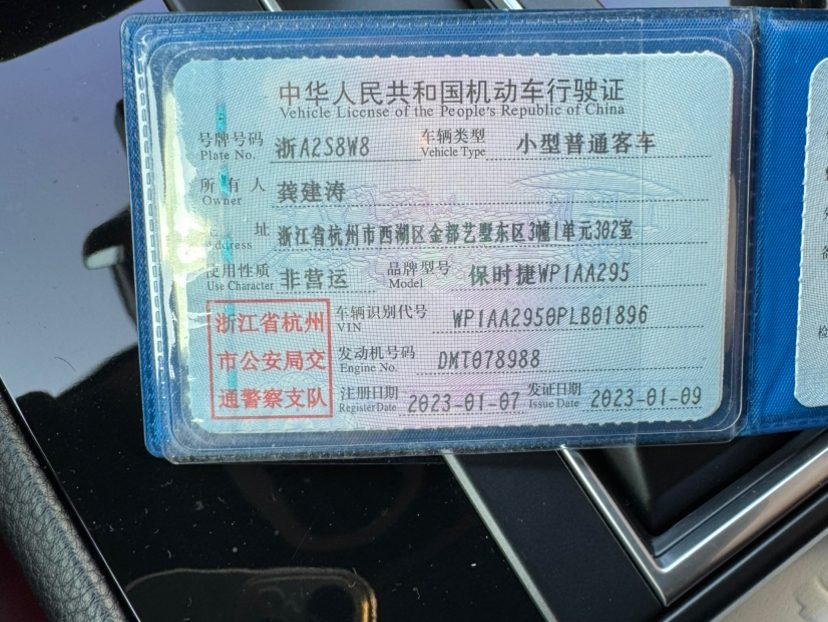 中华人民共和国机动车行驶证
Vehicle License of the People's Republic of China
号牌号码 浙A2S8W8 车辆类型 小型普通客车
Plate No. Vehicle Type
所有人 龚建涛
Owner
址 浙江省杭州市西湖区金都艺墅东区3幢1单元302室
Address
使用性质 非营运 品牌型号 保时捷WP1AA295
Use Character Model
浙江省杭州
市公安局交
通警察支队
车辆识别代号 WP1AA2950PLB01896
VIN
发动机号码 DMT078988
Engine No.
注册日期 2023-01-07 发证日期 2023-01-09
Register Date Issue Date